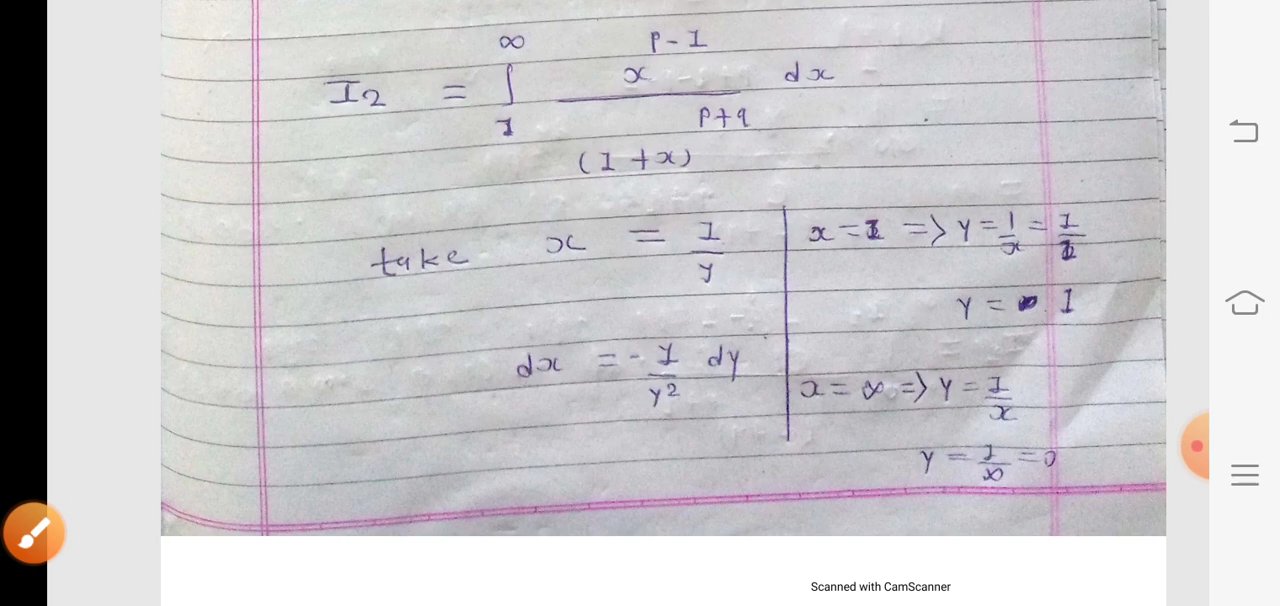 I₂ = ∫₁^∞ x^(p-1) / (1+x)^(p+q) dx
take x = 1/y
dx = - 1/y² dy
x = 1 => y = 1/x = 1/1
y = 1
x = ∞ => y = 1/x
y = 1/∞ = 0
Scanned with CamScanner